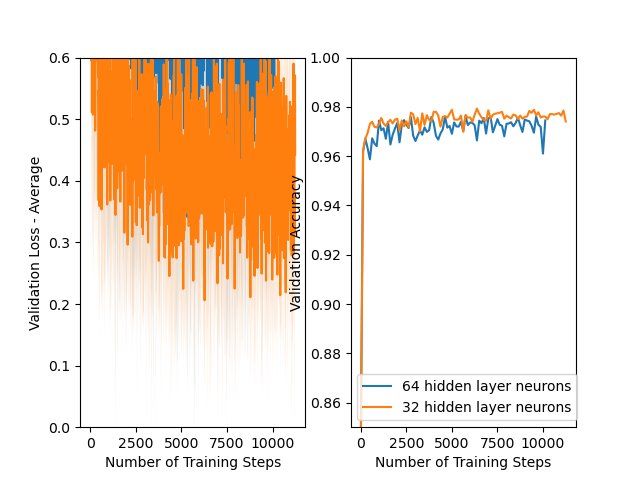 Validation Loss - Average
0.6
0.5
0.4
0.3
0.2
0.1
0.0
0 2500 5000 7500 10000
Number of Training Steps
Validation Accuracy
1.00
0.98
0.96
0.94
0.92
0.90
0.88
0.86
64 hidden layer neurons
32 hidden layer neurons
0 2500 5000 7500 10000
Number of Training Steps